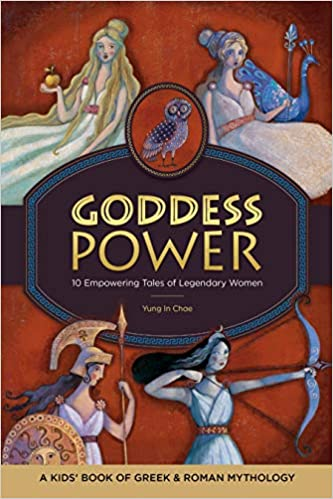 GODDESS
POWER
10 Empowering Tales of Legendary Women
Yung In Chae
A KIDS' BOOK OF GREEK & ROMAN MYTHOLOGY